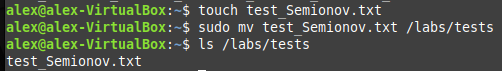 alex@alex-VirtualBox:~$ touch test_Semionov.txt
alex@alex-VirtualBox:~$ sudo mv test_Semionov.txt /labs/tests
alex@alex-VirtualBox:~$ ls /labs/tests
test_Semionov.txt